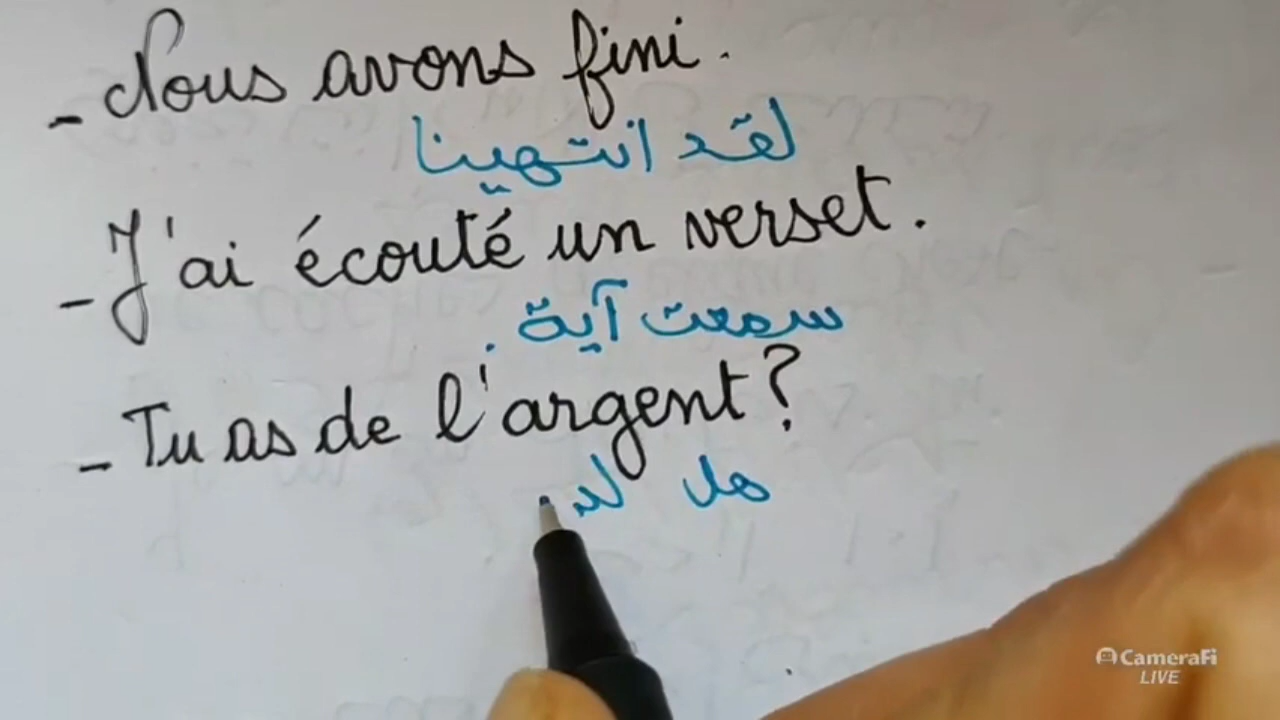 - Nous avons fini.
لقد انتهينا
- J'ai écouté un verset.
سمعت آية.
- Tu as de l'argent?
هل لد
CameraFi
LIVE